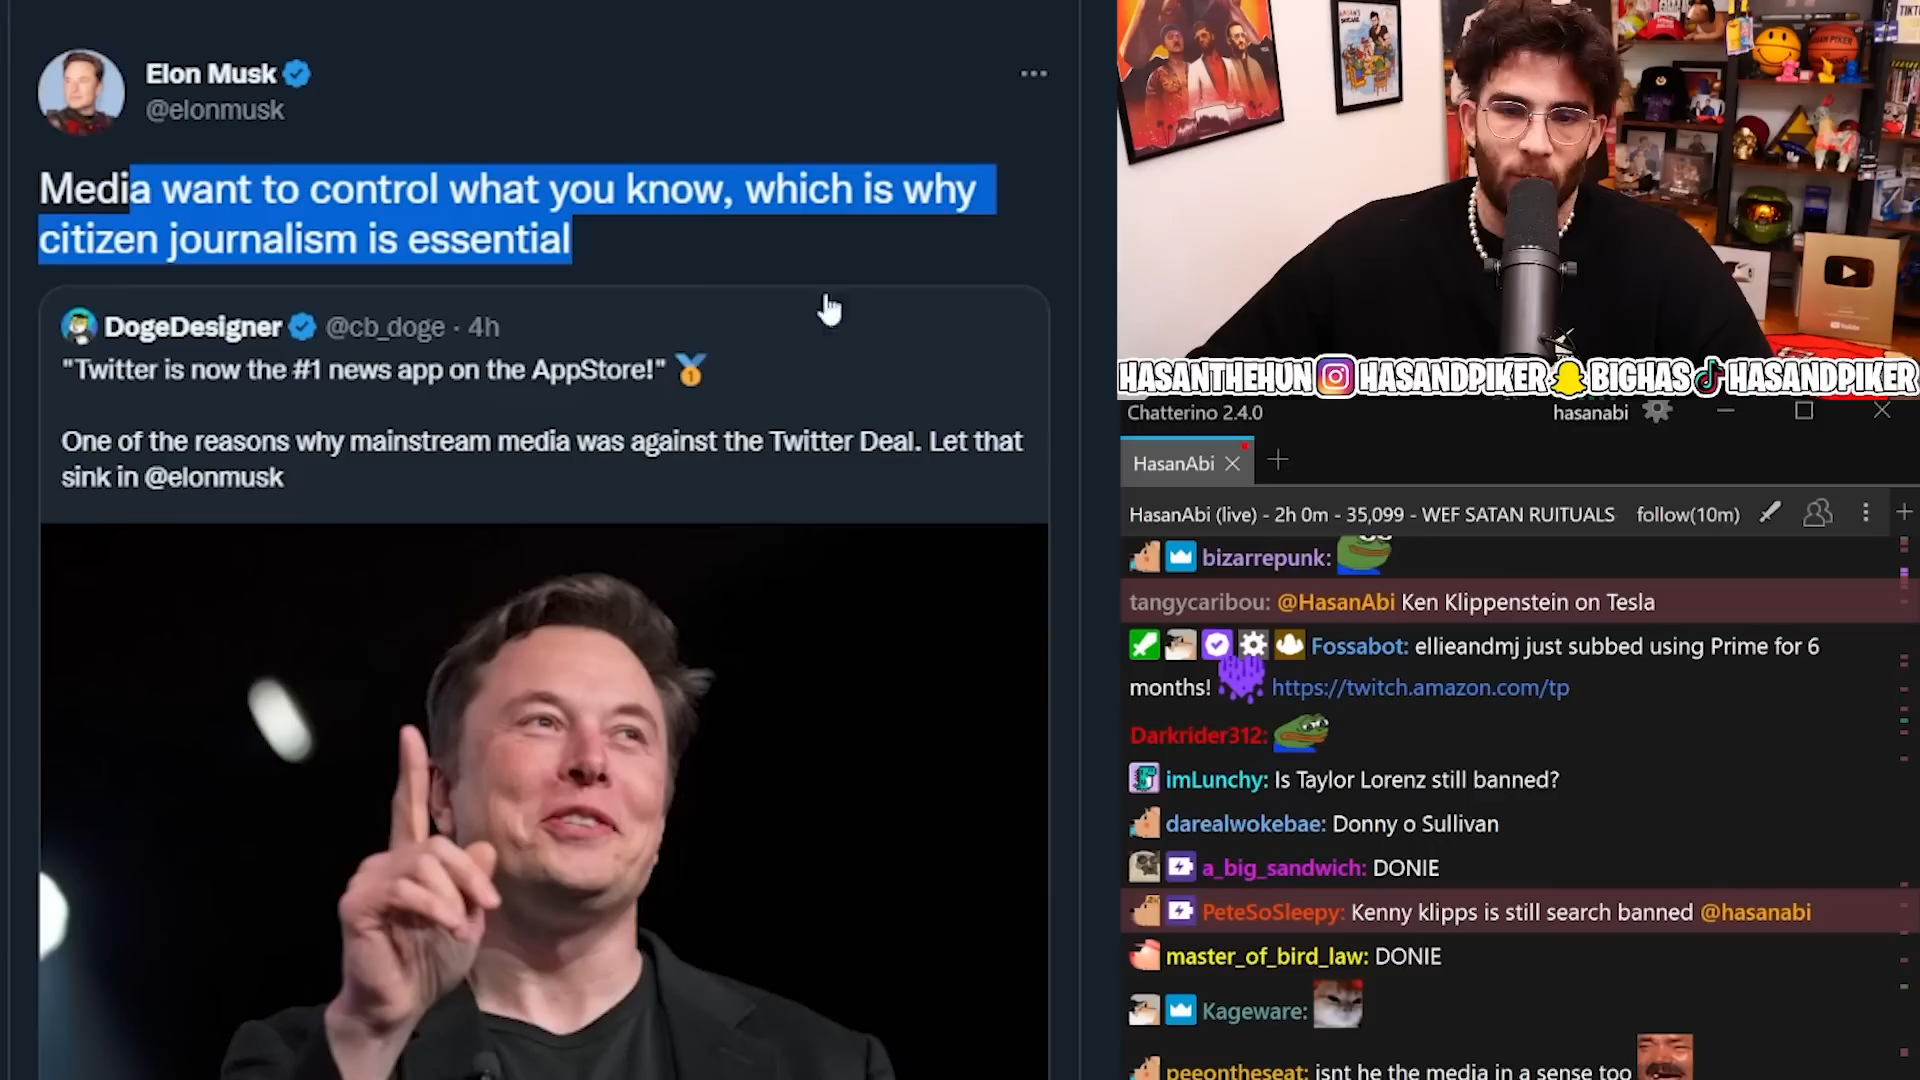 Elon Musk
@elonmusk
Media want to control what you know, which is why
citizen journalism is essential
DogeDesigner @cb_doge · 4h
"Twitter is now the #1 news app on the AppStore!"
One of the reasons why mainstream media was against the Twitter Deal. Let that
sink in @elonmusk
HASANTHEHUN HASANDPIKER BIGHAS HASANDPIKER
Chatterino 2.4.0 hasanabi
HasanAbi
HasanAbi (live) - 2h 0m - 35,099 - WEF SATAN RUITUALS follow(10m)
bizarrepunk:
tangycaribou: @HasanAbi Ken Klippenstein on Tesla
Fossabot: ellieandmj just subbed using Prime for 6
months! https://twitch.amazon.com/tp
Darkrider312:
imLunchy: Is Taylor Lorenz still banned?
darealwokebae: Donny o Sullivan
a_big_sandwich: DONIE
PeteSoSleepy: Kenny klipps is still search banned @hasanabi
master_of_bird_law: DONIE
Kageware:
peeontheseat: isnt he the media in a sense too